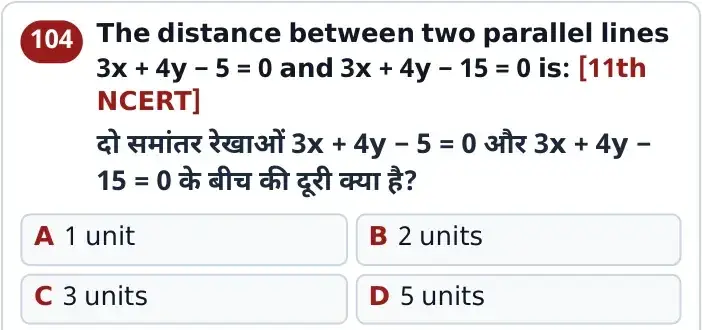 104 The distance between two parallel lines
3x + 4y − 5 = 0 and 3x + 4y − 15 = 0 is: [11th
NCERT]
दो समांतर रेखाओं 3x + 4y − 5 = 0 और 3x + 4y −
15 = 0 के बीच की दूरी क्या है?
A 1 unit
B 2 units
C 3 units
D 5 units